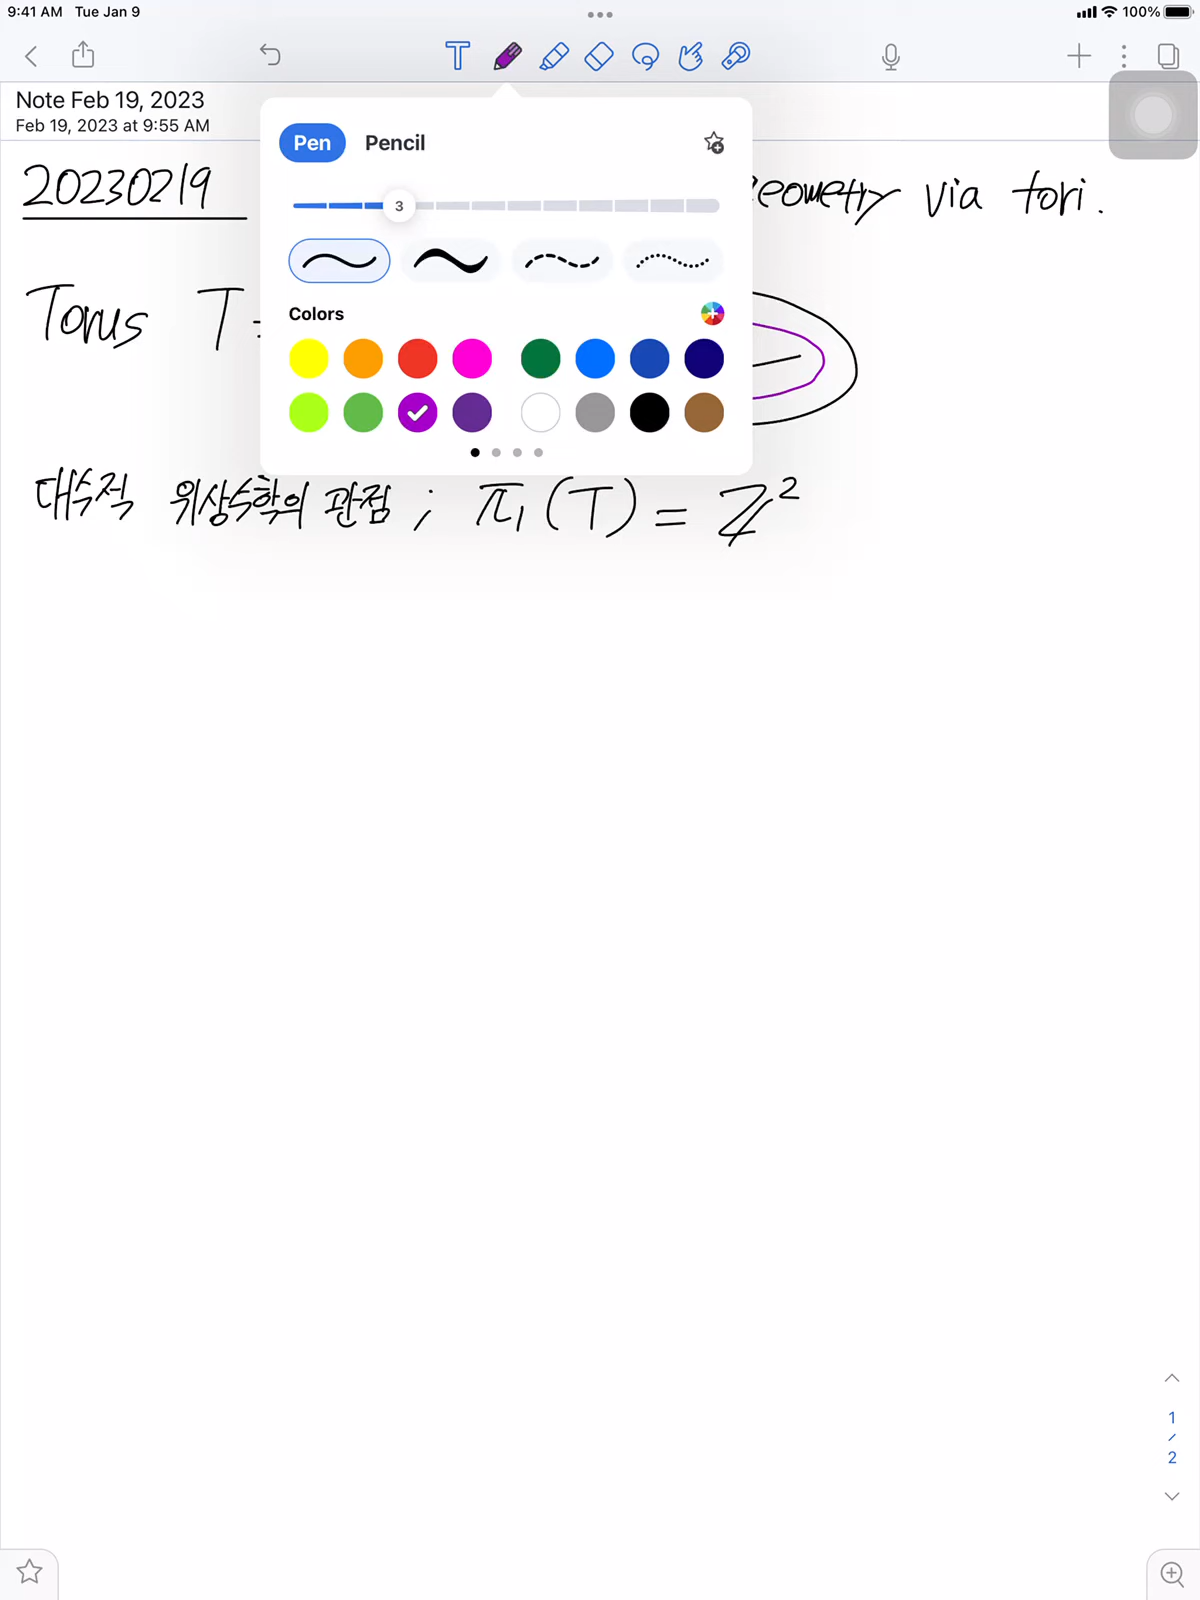 9:41 AM Tue Jan 9 100%
Note Feb 19, 2023
Feb 19, 2023 at 9:55 AM
Pen Pencil
3
Colors
20230219 eometry via tori.
Torus T =
대수적 위상수학의 관점 ; π₁(T) = ℤ²
1
/
2